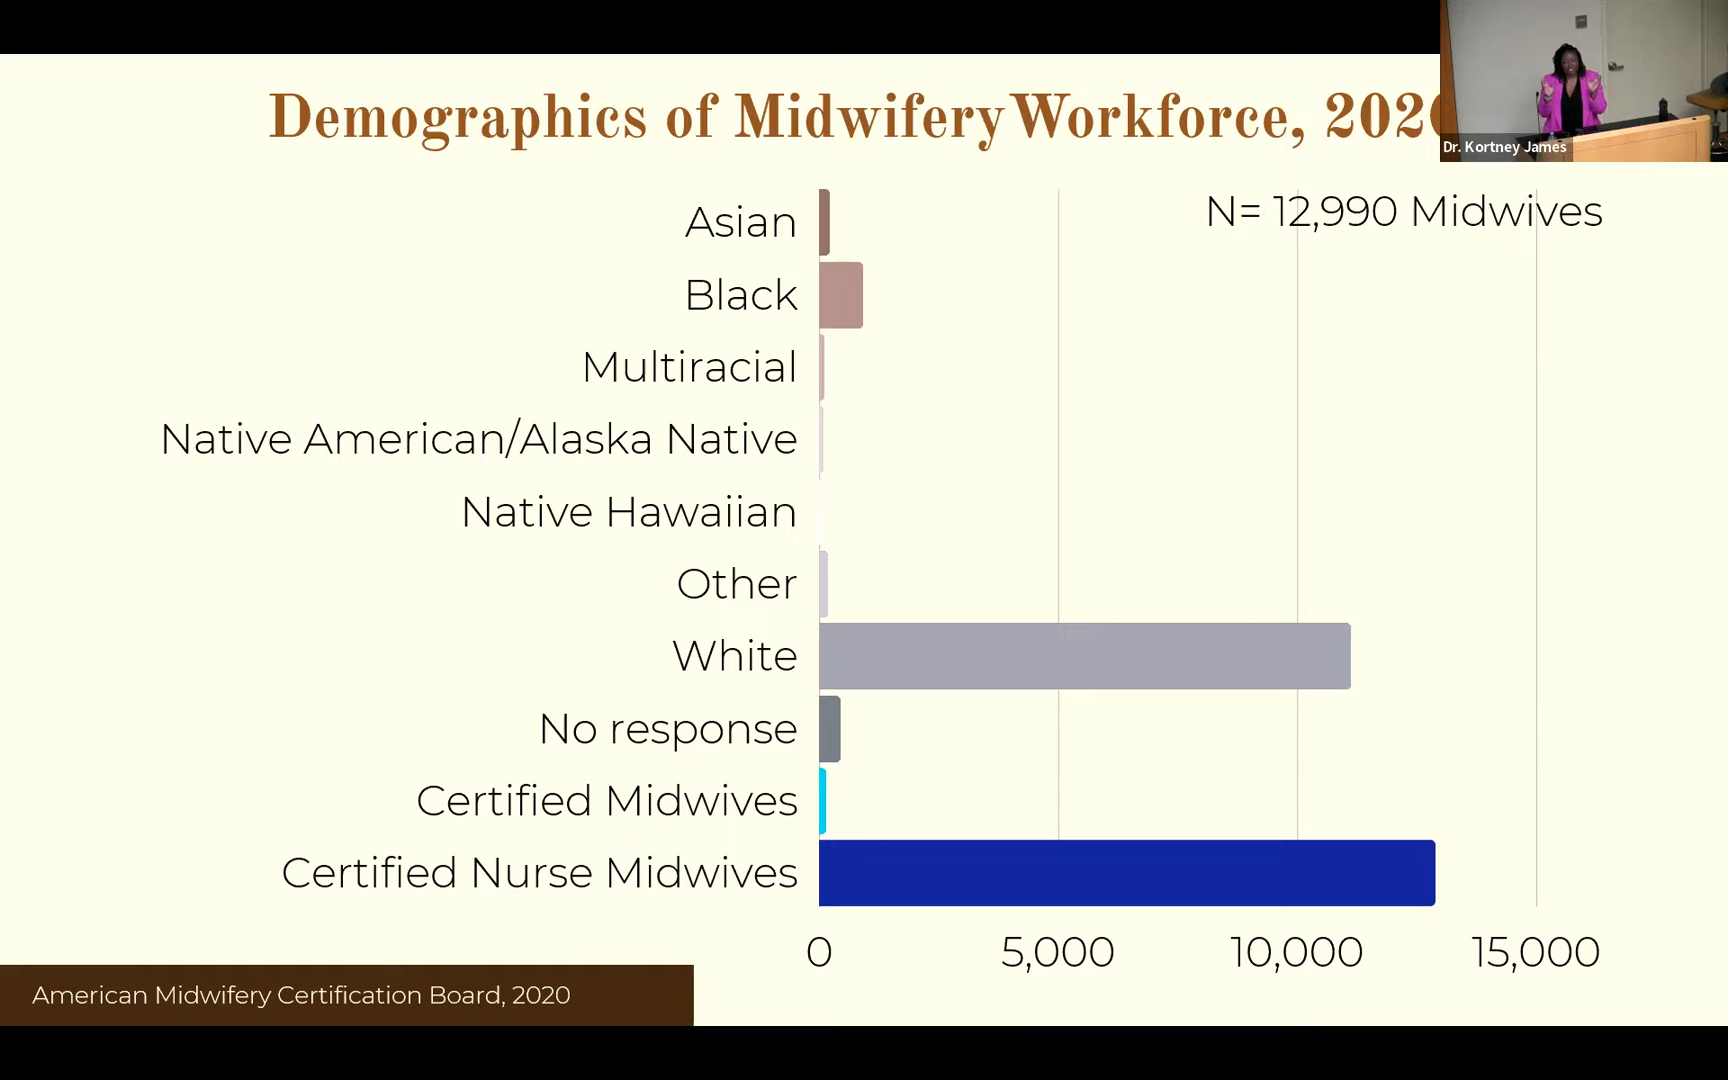 Demographics of Midwifery Workforce, 2020
Dr. Kortney James
N= 12,990 Midwives
Asian
Black
Multiracial
Native American/Alaska Native
Native Hawaiian
Other
White
No response
Certified Midwives
Certified Nurse Midwives
0 5,000 10,000 15,000
American Midwifery Certification Board, 2020